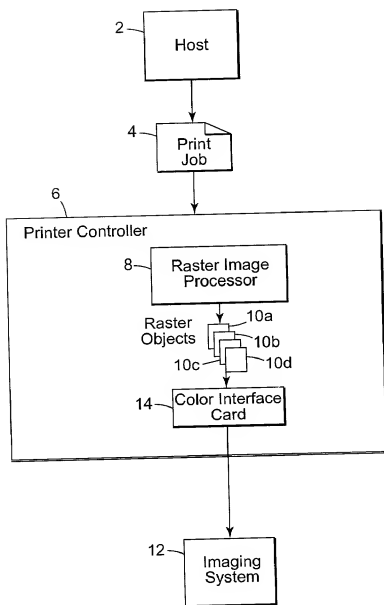 2
Host
4
Print
Job
6
Printer Controller
8
Raster Image
Processor
Raster
Objects
10a
10b
10c
10d
14
Color Interface
Card
12
Imaging
System